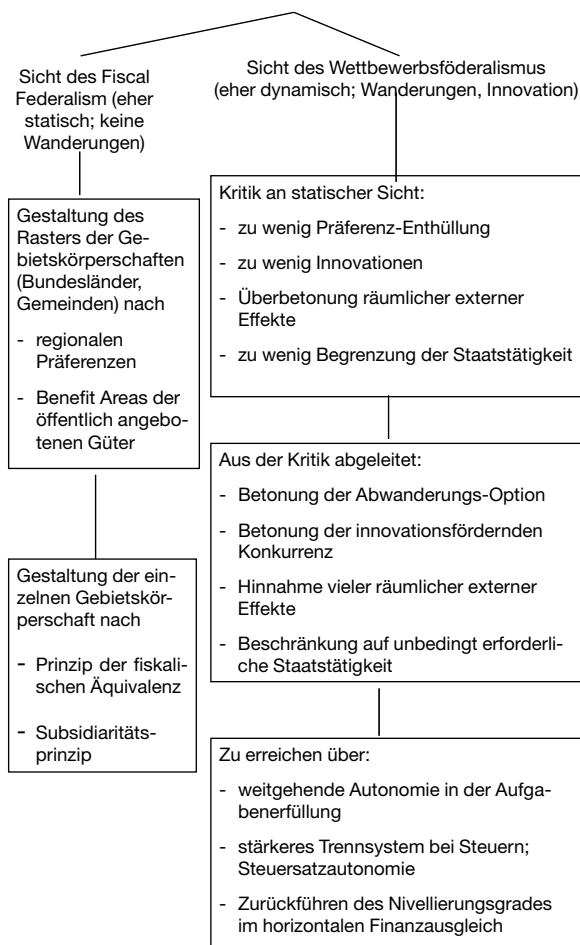 Sicht des Fiscal
Federalism (eher
statisch; keine
Wanderungen)
Gestaltung des
Rasters der Ge-
bietskörperschaften
(Bundesländer,
Gemeinden) nach
- regionalen
Präferenzen
- Benefit Areas der
öffentlich angebo-
tenen Güter
Gestaltung der ein-
zelnen Gebietskör-
perschaft nach
- Prinzip der fiskali-
schen Äquivalenz
- Subsidiaritäts-
prinzip
Sicht des Wettbewerbsföderalismus
(eher dynamisch; Wanderungen, Innovation)
Kritik an statischer Sicht:
- zu wenig Präferenz-Enthüllung
- zu wenig Innovationen
- Überbetonung räumlicher externer
Effekte
- zu wenig Begrenzung der Staatstätigkeit
Aus der Kritik abgeleitet:
- Betonung der Abwanderungs-Option
- Betonung der innovationsfördernden
Konkurrenz
- Hinnahme vieler räumlicher externer
Effekte
- Beschränkung auf unbedingt erforderli-
che Staatstätigkeit
Zu erreichen über:
- weitgehende Autonomie in der Aufga-
benerfüllung
- stärkeres Trennsystem bei Steuern;
Steuersatzautonomie
- Zurückführen des Nivellierungsgrades
im horizontalen Finanzausgleich